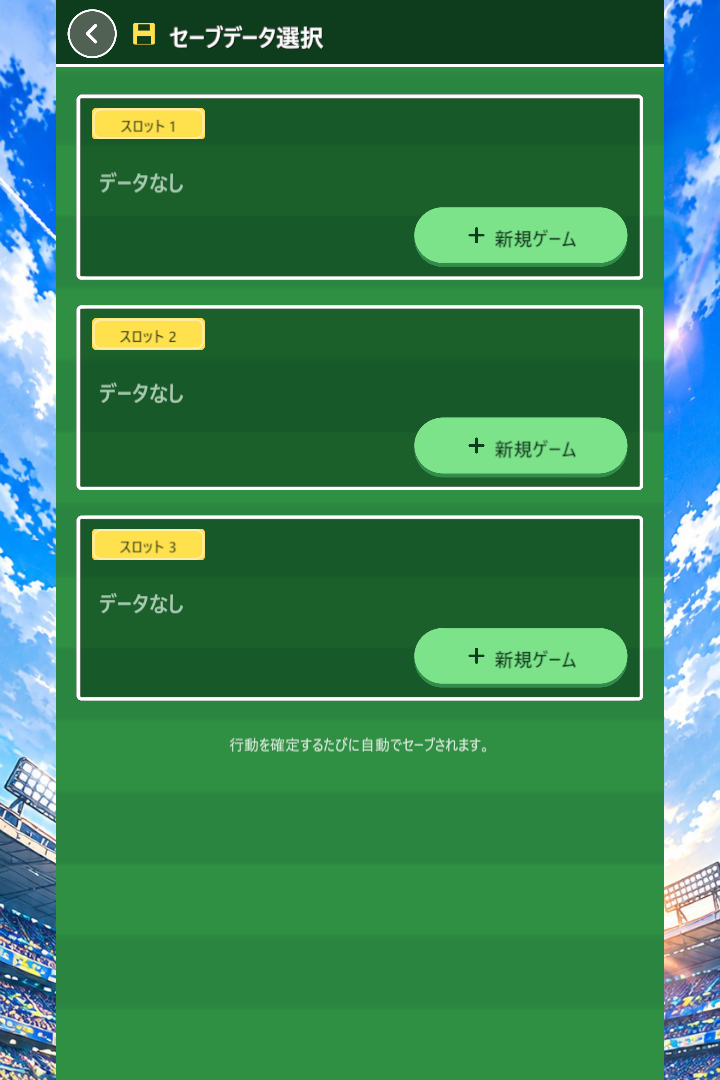 セーブデータ選択
スロット 1
データなし
+ 新規ゲーム
スロット 2
データなし
+ 新規ゲーム
スロット 3
データなし
+ 新規ゲーム
行動を確定するたびに自動でセーブされます。